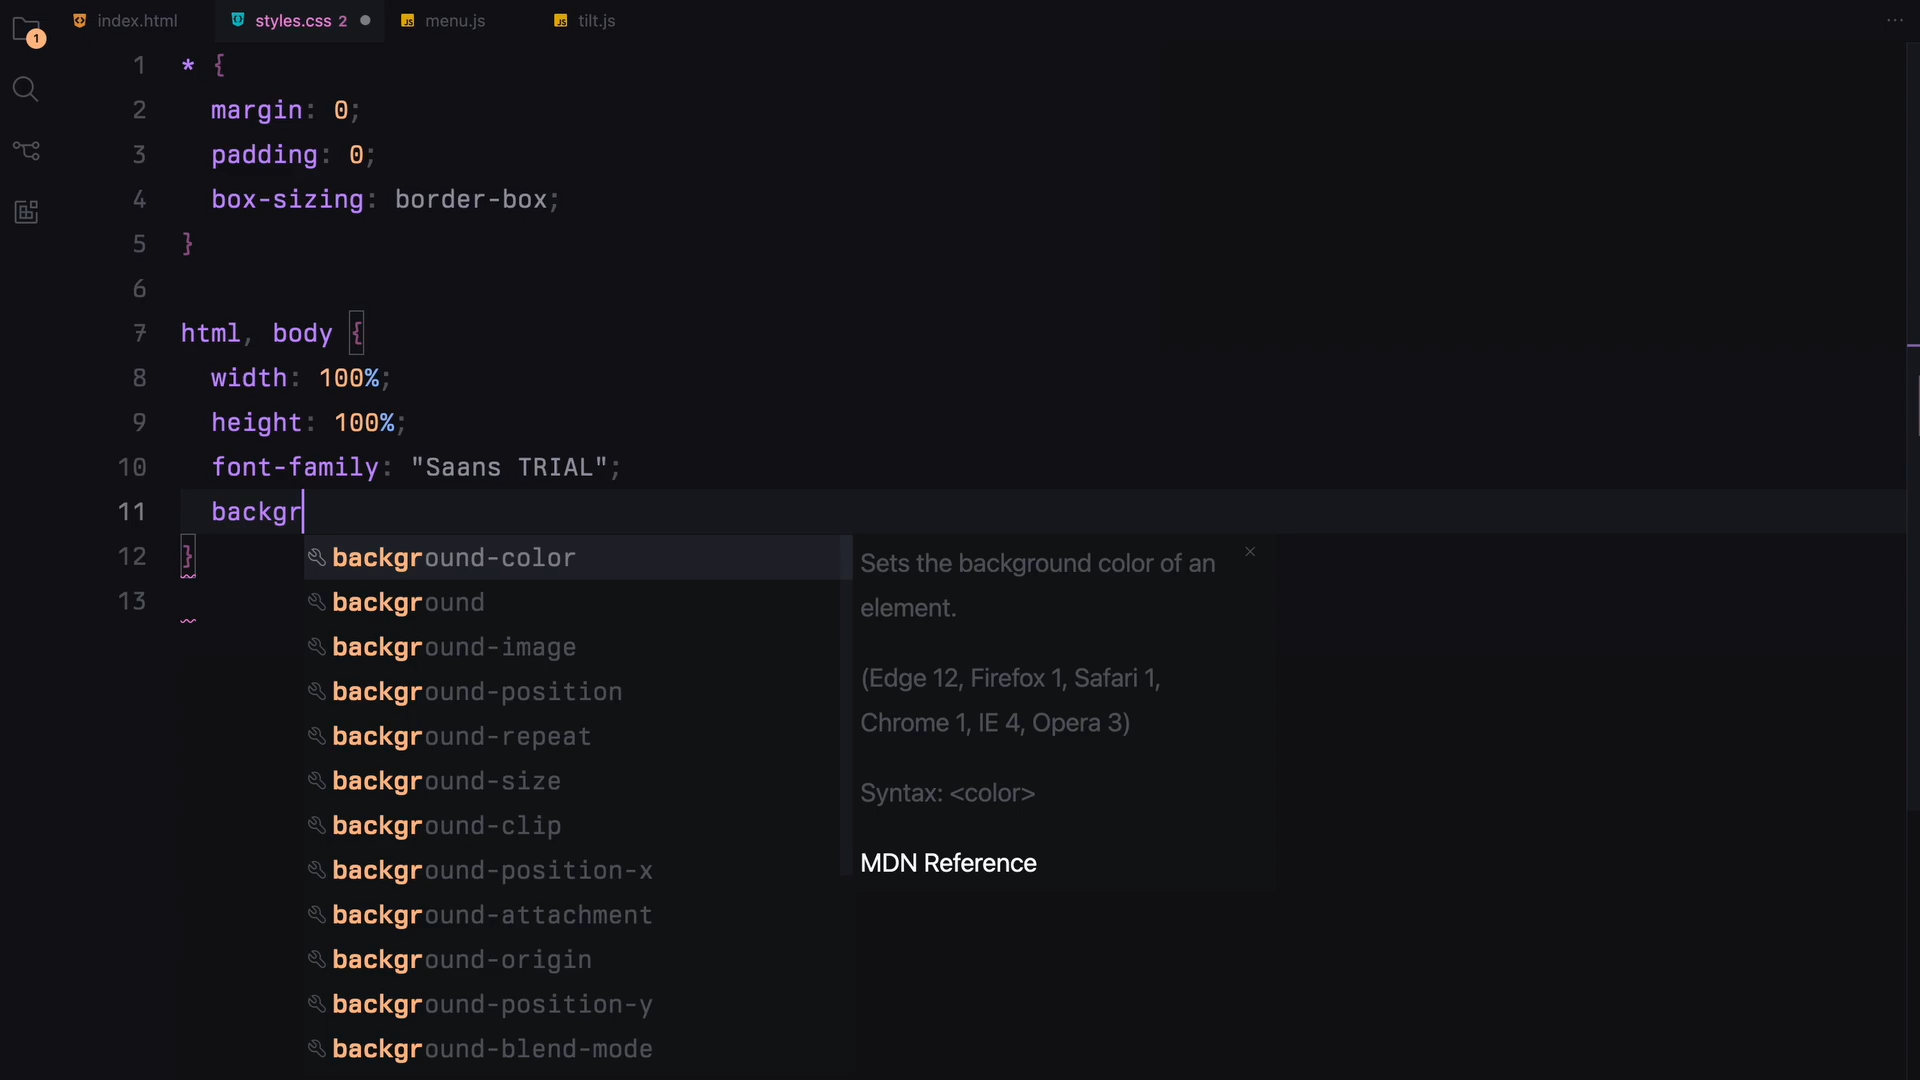 index.html styles.css 2 menu.js tilt.js ...
1
1 * {
2 margin: 0;
3 padding: 0;
4 box-sizing: border-box;
5 }
6
7 html, body {
8 width: 100%;
9 height: 100%;
10 font-family: "Saans TRIAL";
11 backgr
12 }
13
background-color
background
background-image
background-position
background-repeat
background-size
background-clip
background-position-x
background-attachment
background-origin
background-position-y
background-blend-mode
Sets the background color of an
element.
(Edge 12, Firefox 1, Safari 1,
Chrome 1, IE 4, Opera 3)
Syntax: <color>
MDN Reference